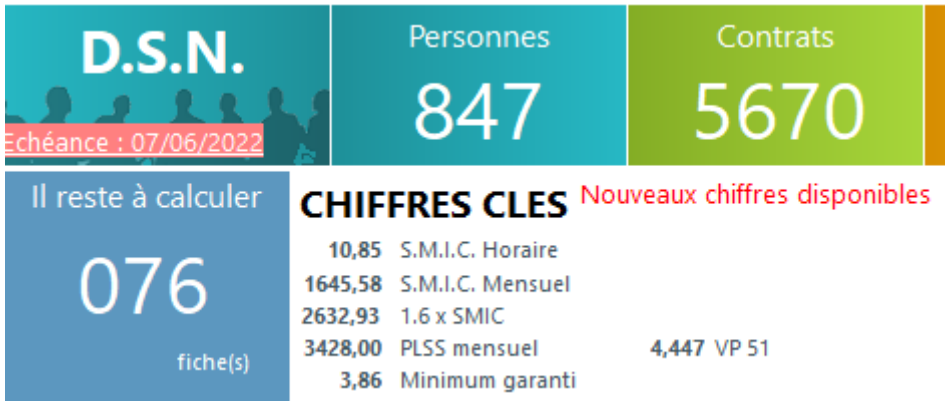 D.S.N.
Echéance : 07/06/2022
Personnes
847
Contrats
5670
Il reste à calculer
076
fiche(s)
CHIFFRES CLES
Nouveaux chiffres disponibles
10,85 S.M.I.C. Horaire
1645,58 S.M.I.C. Mensuel
2632,93 1.6 x SMIC
3428,00 PLSS mensuel 4,447 VP 51
3,86 Minimum garanti